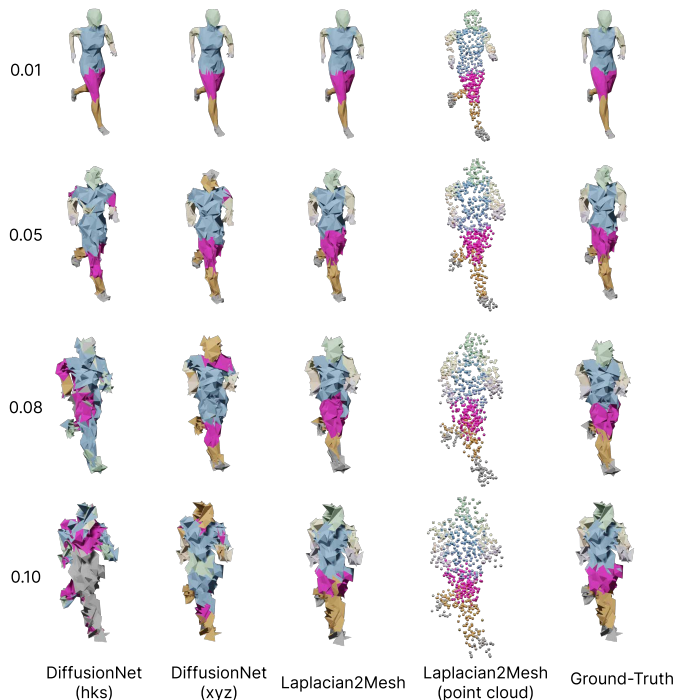 0.01
0.05
0.08
0.10
DiffusionNet
(hks)
DiffusionNet
(xyz)
Laplacian2Mesh
Laplacian2Mesh
(point cloud)
Ground-Truth